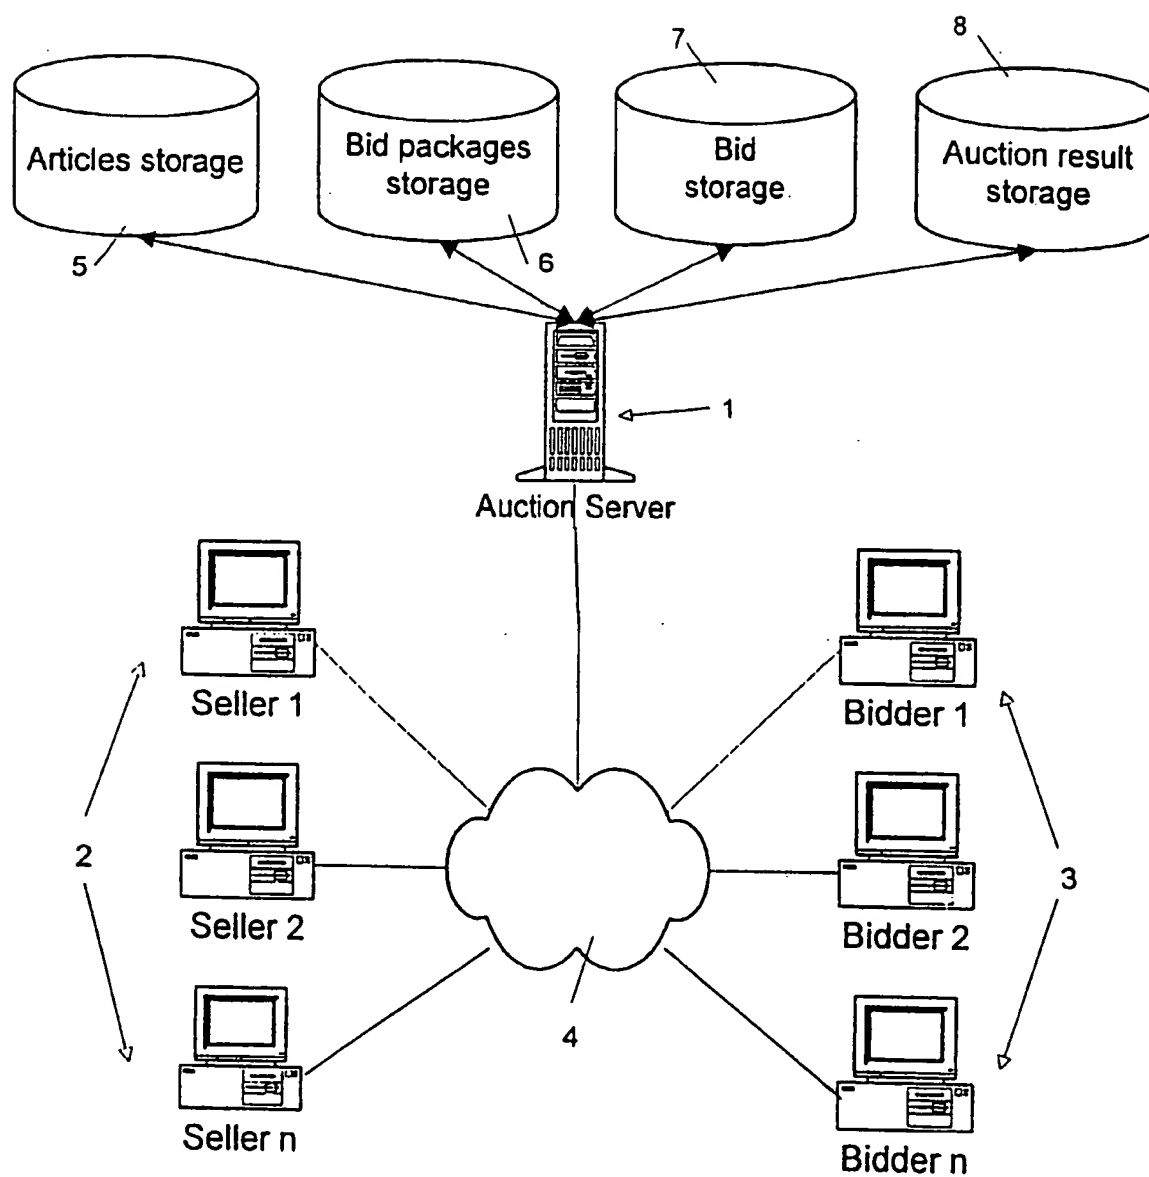 7
8
Articles storage
Bid packages
storage
Bid
storage
Auction result
storage
5
6
1
Auction Server
Seller 1
Bidder 1
2
3
Seller 2
Bidder 2
4
Seller n
Bidder n